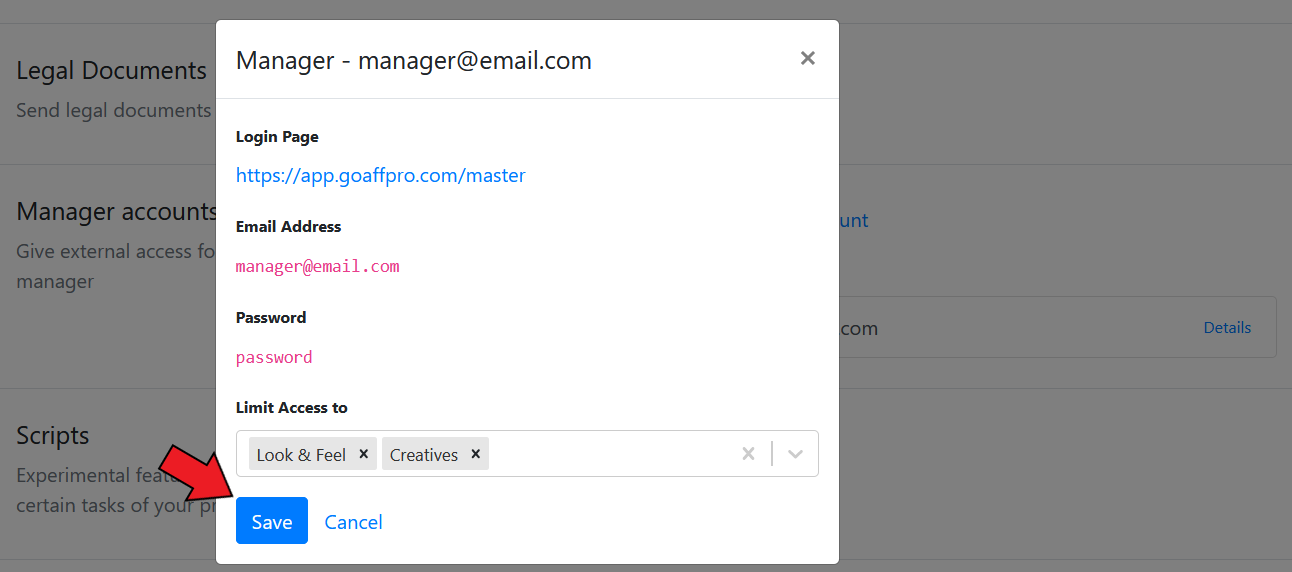 Manager - manager@email.com
×
Login Page
https://app.goaffpro.com/master
Email Address
manager@email.com
Password
password
Limit Access to
Look & Feel × Creatives ×
Save Cancel
Legal Documents
Send legal documents
Manager accounts
Give external access fo
manager
unt
.com
Details
Scripts
Experimental featu
certain tasks of your pr